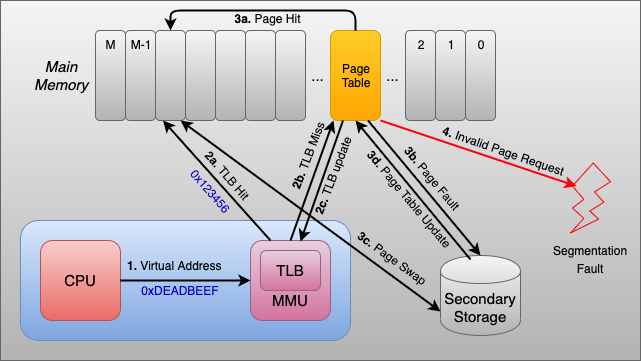 3a. Page Hit
Main
Memory
M
M-1
...
Page
Table
...
2
1
0
2a. TLB Hit
0x123456
2b. TLB Miss
2c. TLB update
3b. Page Fault
3d. Page Table Update
3c. Page Swap
4. Invalid Page Request
Segmentation
Fault
CPU
1. Virtual Address
0xDEADBEEF
TLB
MMU
Secondary
Storage